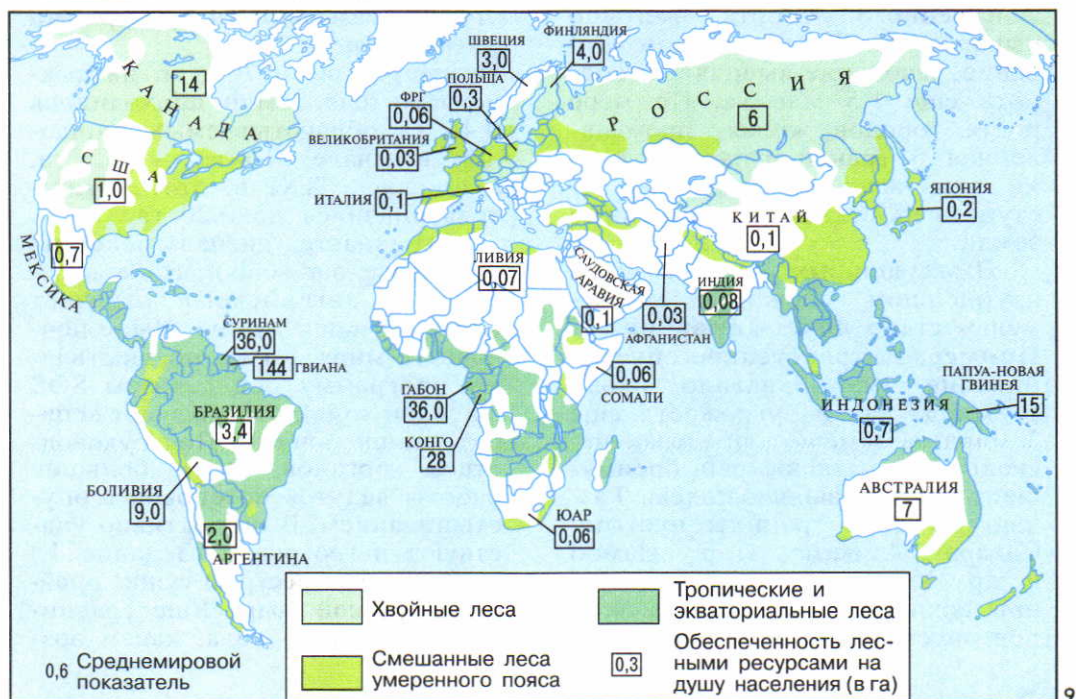 ШВЕЦИЯ
3,0
ФИНЛЯНДИЯ
4,0
ПОЛЬША
0,3
ФРГ
0,06
ВЕЛИКОБРИТАНИЯ
0,03
ИТАЛИЯ
0,1
КАНАДА
14
США
1,0
МЕКСИКА
0,7
РОССИЯ
6
ЯПОНИЯ
0,2
КИТАЙ
0,1
ЛИВИЯ
0,07
САУДОВСКАЯ
АРАВИЯ
0,1
0,03
АФГАНИСТАН
ИНДИЯ
0,08
0,06
СОМАЛИ
СУРИНАМ
36,0
144
ГВИАНА
БРАЗИЛИЯ
3,4
БОЛИВИЯ
9,0
2,0
АРГЕНТИНА
ГАБОН
36,0
КОНГО
28
ЮАР
0,06
ПАПУА-НОВАЯ
ГВИНЕЯ
15
ИНДОНЕЗИЯ
0,7
АВСТРАЛИЯ
7
0,6 Среднемировой
показатель
Хвойные леса
Смешанные леса
умеренного пояса
Тропические и
экваториальные леса
0,3
Обеспеченность лес-
ными ресурсами на
душу населения (в га)